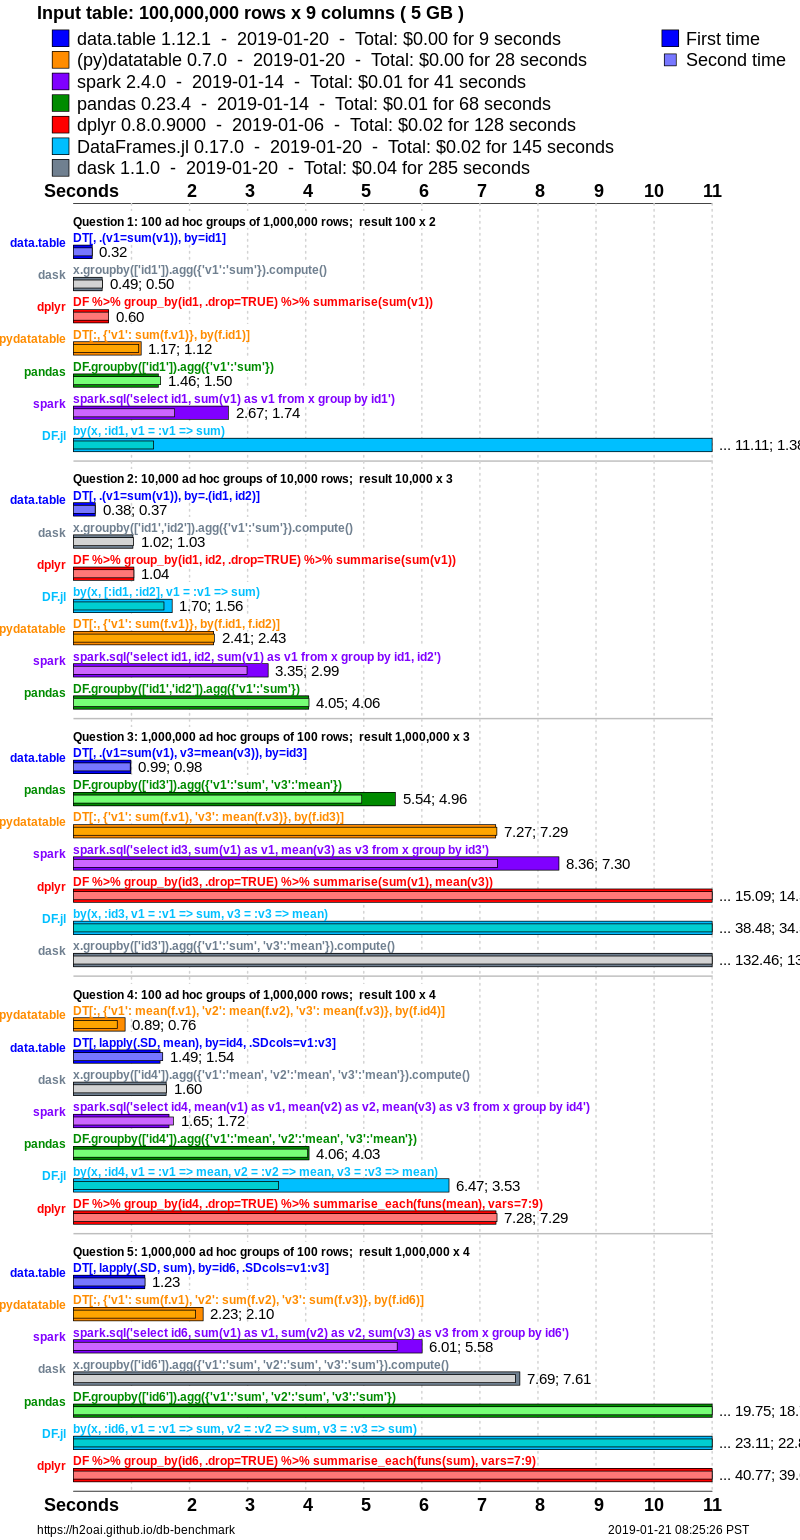 Input table: 100,000,000 rows x 9 columns ( 5 GB )
data.table 1.12.1 - 2019-01-20 - Total: $0.00 for 9 seconds
First time
(py)datatable 0.7.0 - 2019-01-20 - Total: $0.00 for 28 seconds
Second time
spark 2.4.0 - 2019-01-14 - Total: $0.01 for 41 seconds
pandas 0.23.4 - 2019-01-14 - Total: $0.01 for 68 seconds
dplyr 0.8.0.9000 - 2019-01-06 - Total: $0.02 for 128 seconds
DataFrames.jl 0.17.0 - 2019-01-20 - Total: $0.02 for 145 seconds
dask 1.1.0 - 2019-01-20 - Total: $0.04 for 285 seconds
Seconds 2 3 4 5 6 7 8 9 10 11
Question 1: 100 ad hoc groups of 1,000,000 rows; result 100 x 2
DT[, .(v1=sum(v1)), by=id1]
data.table 0.32
x.groupby(['id1']).agg({'v1':'sum'}).compute()
dask 0.49; 0.50
DF %>% group_by(id1, .drop=TRUE) %>% summarise(sum(v1))
dplyr 0.60
DT[:, {'v1': sum(f.v1)}, by(f.id1)]
pydatatable 1.17; 1.12
DF.groupby(['id1']).agg({'v1':'sum'})
pandas 1.46; 1.50
spark.sql('select id1, sum(v1) as v1 from x group by id1')
spark 2.67; 1.74
by(x, :id1, v1 = :v1 => sum)
DF.jl ... 11.11; 1.38
Question 2: 10,000 ad hoc groups of 10,000 rows; result 10,000 x 3
DT[, .(v1=sum(v1)), by=.(id1, id2)]
data.table 0.38; 0.37
x.groupby(['id1','id2']).agg({'v1':'sum'}).compute()
dask 1.02; 1.03
DF %>% group_by(id1, id2, .drop=TRUE) %>% summarise(sum(v1))
dplyr 1.04
by(x, [:id1, :id2], v1 = :v1 => sum)
DF.jl 1.70; 1.56
DT[:, {'v1': sum(f.v1)}, by(f.id1, f.id2)]
pydatatable 2.41; 2.43
spark.sql('select id1, id2, sum(v1) as v1 from x group by id1, id2')
spark 3.35; 2.99
DF.groupby(['id1','id2']).agg({'v1':'sum'})
pandas 4.05; 4.06
Question 3: 1,000,000 ad hoc groups of 100 rows; result 1,000,000 x 3
DT[, .(v1=sum(v1), v3=mean(v3)), by=id3]
data.table 0.99; 0.98
DF.groupby(['id3']).agg({'v1':'sum', 'v3':'mean'})
pandas 5.54; 4.96
DT[:, {'v1': sum(f.v1), 'v3': mean(f.v3)}, by(f.id3)]
pydatatable 7.27; 7.29
spark.sql('select id3, sum(v1) as v1, mean(v3) as v3 from x group by id3')
spark 8.36; 7.30
DF %>% group_by(id3, .drop=TRUE) %>% summarise(sum(v1), mean(v3))
dplyr ... 15.09; 14.
by(x, :id3, v1 = :v1 => sum, v3 = :v3 => mean)
DF.jl ... 38.48; 34.
x.groupby(['id3']).agg({'v1':'sum', 'v3':'mean'}).compute()
dask ... 132.46; 13
Question 4: 100 ad hoc groups of 1,000,000 rows; result 100 x 4
DT[:, {'v1': mean(f.v1), 'v2': mean(f.v2), 'v3': mean(f.v3)}, by(f.id4)]
pydatatable 0.89; 0.76
DT[, lapply(.SD, mean), by=id4, .SDcols=v1:v3]
data.table 1.49; 1.54
x.groupby(['id4']).agg({'v1':'mean', 'v2':'mean', 'v3':'mean'}).compute()
dask 1.60
spark.sql('select id4, mean(v1) as v1, mean(v2) as v2, mean(v3) as v3 from x group by id4')
spark 1.65; 1.72
DF.groupby(['id4']).agg({'v1':'mean', 'v2':'mean', 'v3':'mean'})
pandas 4.06; 4.03
by(x, :id4, v1 = :v1 => mean, v2 = :v2 => mean, v3 = :v3 => mean)
DF.jl 6.47; 3.53
DF %>% group_by(id4, .drop=TRUE) %>% summarise_each(funs(mean), vars=7:9)
dplyr 7.28; 7.29
Question 5: 1,000,000 ad hoc groups of 100 rows; result 1,000,000 x 4
DT[, lapply(.SD, sum), by=id6, .SDcols=v1:v3]
data.table 1.23
DT[:, {'v1': sum(f.v1), 'v2': sum(f.v2), 'v3': sum(f.v3)}, by(f.id6)]
pydatatable 2.23; 2.10
spark.sql('select id6, sum(v1) as v1, sum(v2) as v2, sum(v3) as v3 from x group by id6')
spark 6.01; 5.58
x.groupby(['id6']).agg({'v1':'sum', 'v2':'sum', 'v3':'sum'}).compute()
dask 7.69; 7.61
DF.groupby(['id6']).agg({'v1':'sum', 'v2':'sum', 'v3':'sum'})
pandas ... 19.75; 18.
by(x, :id6, v1 = :v1 => sum, v2 = :v2 => sum, v3 = :v3 => sum)
DF.jl ... 23.11; 22.8
DF %>% group_by(id6, .drop=TRUE) %>% summarise_each(funs(sum), vars=7:9)
dplyr ... 40.77; 39.
Seconds 2 3 4 5 6 7 8 9 10 11
https://h2oai.github.io/db-benchmark
2019-01-21 08:25:26 PST